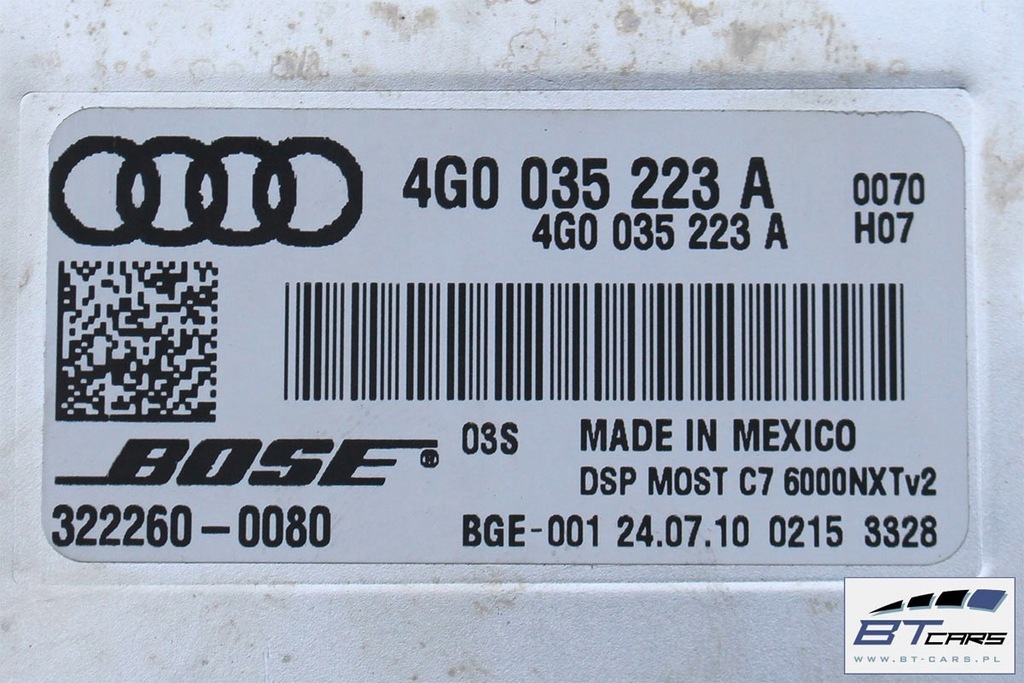 4G0 035 223 A 0070
4G0 035 223 A H07
BOSE® 03S MADE IN MEXICO
DSP MOST C7 6000NXTv2
322260-0080 BGE-001 24.07.10 0215 3328
BT CARS
WWW.BT-CARS.PL